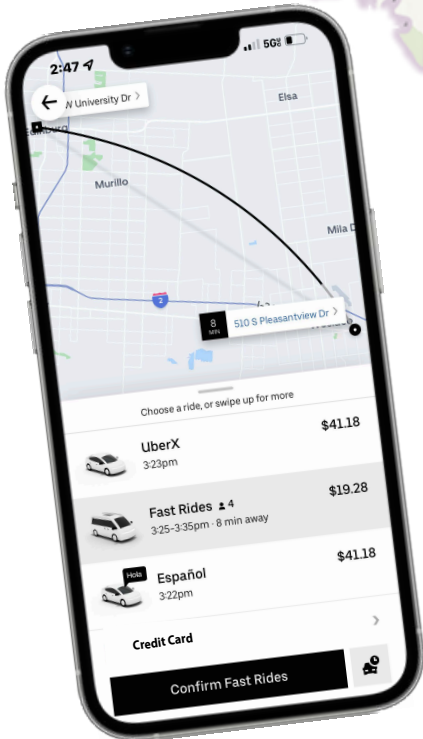 2:47
5G
W University Dr >
Elsa
Edinburg
Murillo
Mila D
2
8
MIN
510 S Pleasantview Dr >
Choose a ride, or swipe up for more
UberX
$41.18
3:23pm
Fast Rides 4
$19.28
3:25-3:35pm · 8 min away
Hola
Español
$41.18
3:22pm
Credit Card
Confirm Fast Rides